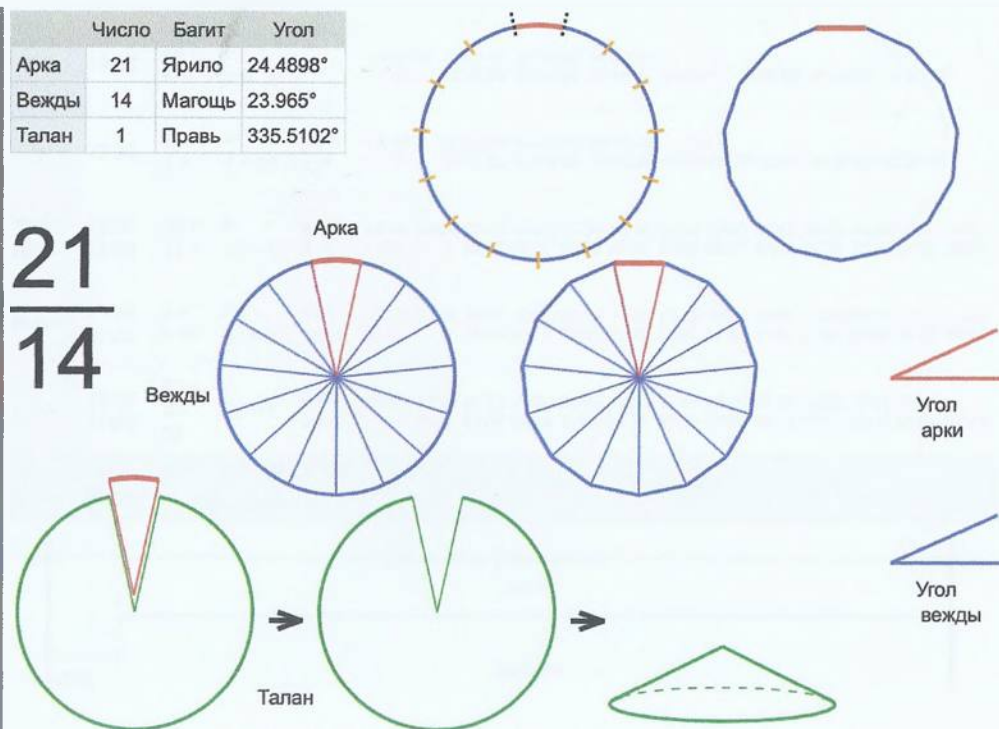 Число Багит Угол
Арка 21 Ярило 24.4898°
Вежды 14 Магощь 23.965°
Талан 1 Правь 335.5102°
21
14
Арка
Вежды
Угол
арки
Угол
вежды
Талан